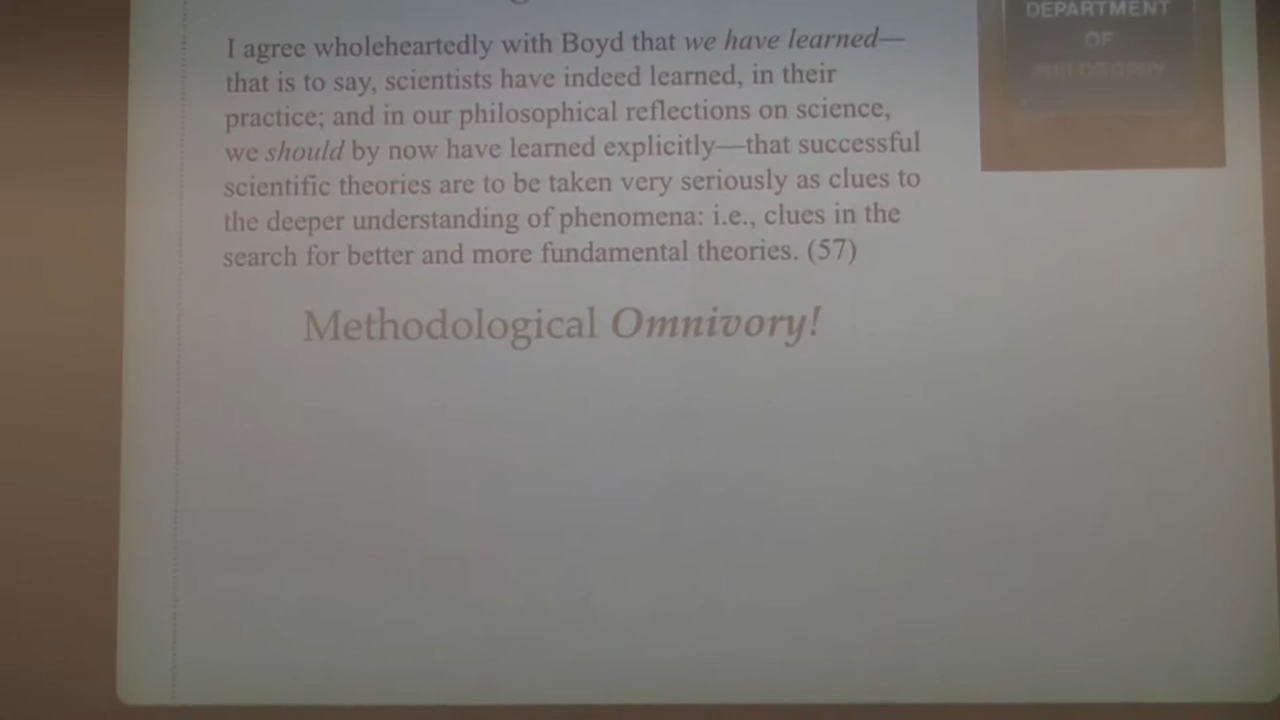 I agree wholeheartedly with Boyd that we have learned—
that is to say, scientists have indeed learned, in their
practice; and in our philosophical reflections on science,
we should by now have learned explicitly—that successful
scientific theories are to be taken very seriously as clues to
the deeper understanding of phenomena: i.e., clues in the
search for better and more fundamental theories. (57)
Methodological Omnivory!
DEPARTMENT
OF
PHILOSOPHY